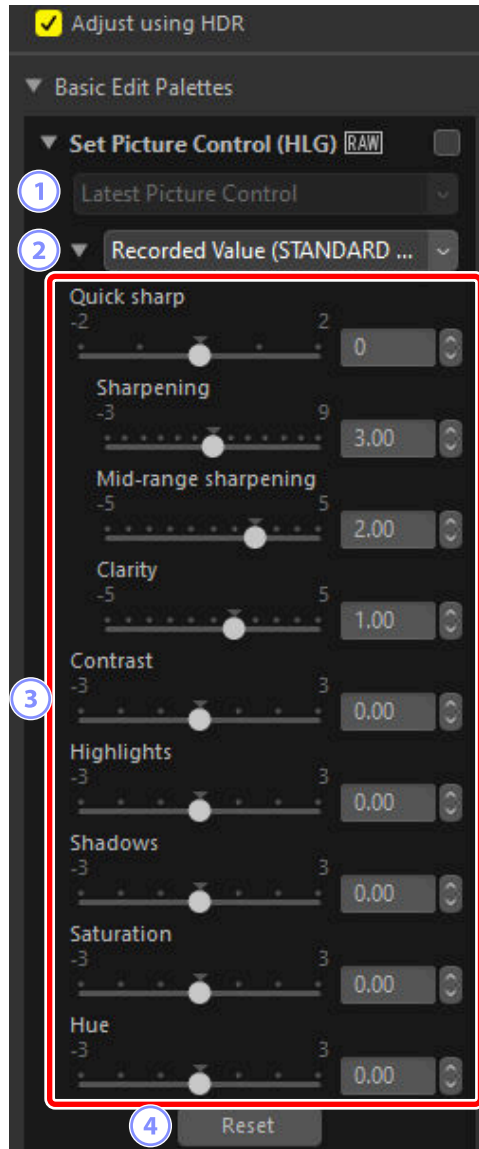 Adjust using HDR
Basic Edit Palettes
Set Picture Control (HLG) RAW
1 Latest Picture Control
2 Recorded Value (STANDARD ...
Quick sharp
-2 2
0
Sharpening
-3 9
3.00
Mid-range sharpening
-5 5
2.00
Clarity
-5 5
1.00
Contrast
3
-3 3
0.00
Highlights
-3 3
0.00
Shadows
-3 3
0.00
Saturation
-3 3
0.00
Hue
-3 3
0.00
4 Reset